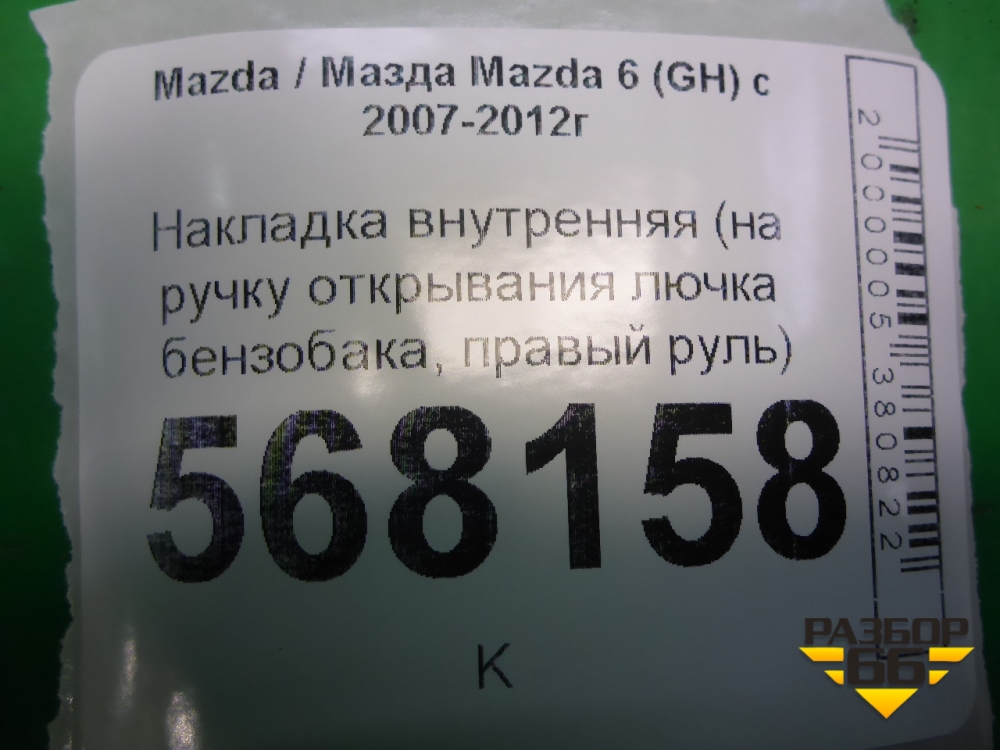 Mazda / Мазда Mazda 6 (GH) с
2007-2012г
Накладка внутренняя (на
ручку открывания лючка
бензобака, правый руль)
568158
К
2000005380822
РАЗБОР
66